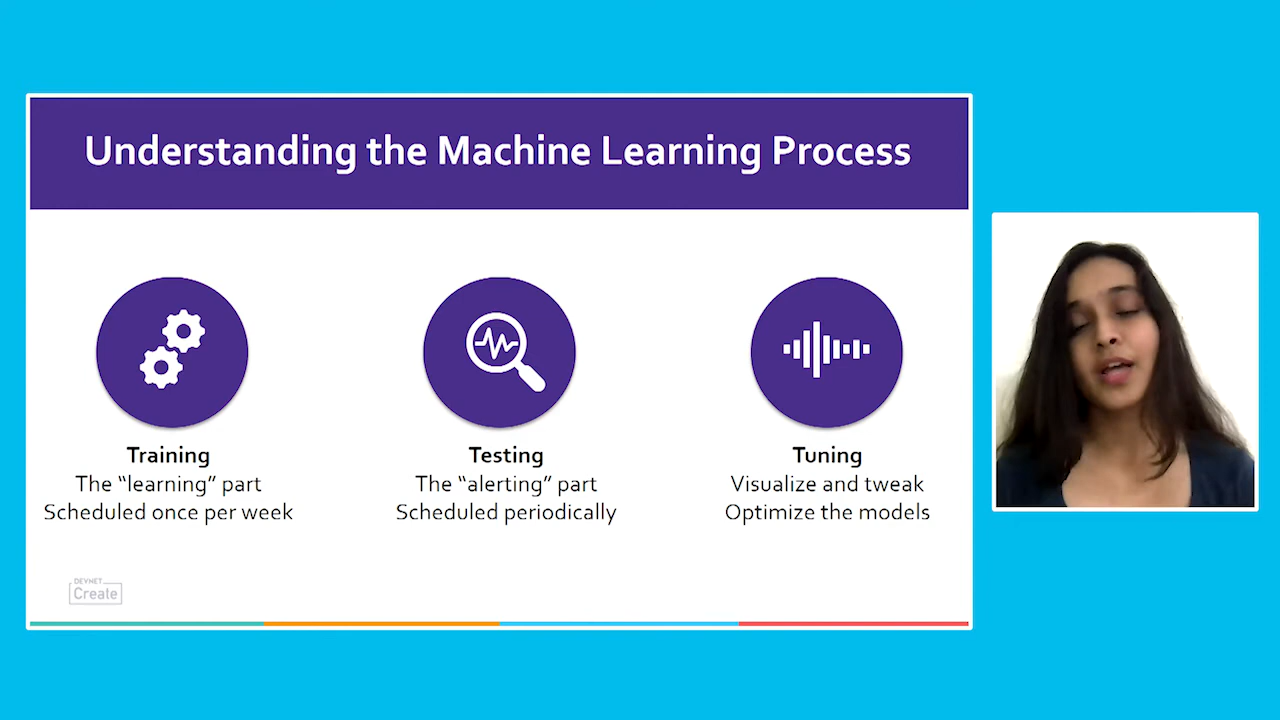 Understanding the Machine Learning Process
Training
The “learning” part
Scheduled once per week
Testing
The “alerting” part
Scheduled periodically
Tuning
Visualize and tweak
Optimize the models
DEVNET
Create